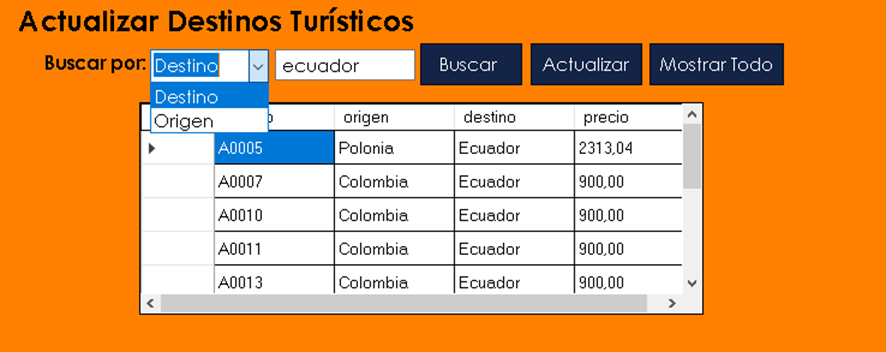 Actualizar Destinos Turísticos
Buscar por: Destino ecuador Buscar Actualizar Mostrar Todo
Destino
Origen origen destino precio
A0005 Polonia Ecuador 2313,04
A0007 Colombia Ecuador 900,00
A0010 Colombia Ecuador 900,00
A0011 Colombia Ecuador 900,00
A0013 Colombia Ecuador 900,00